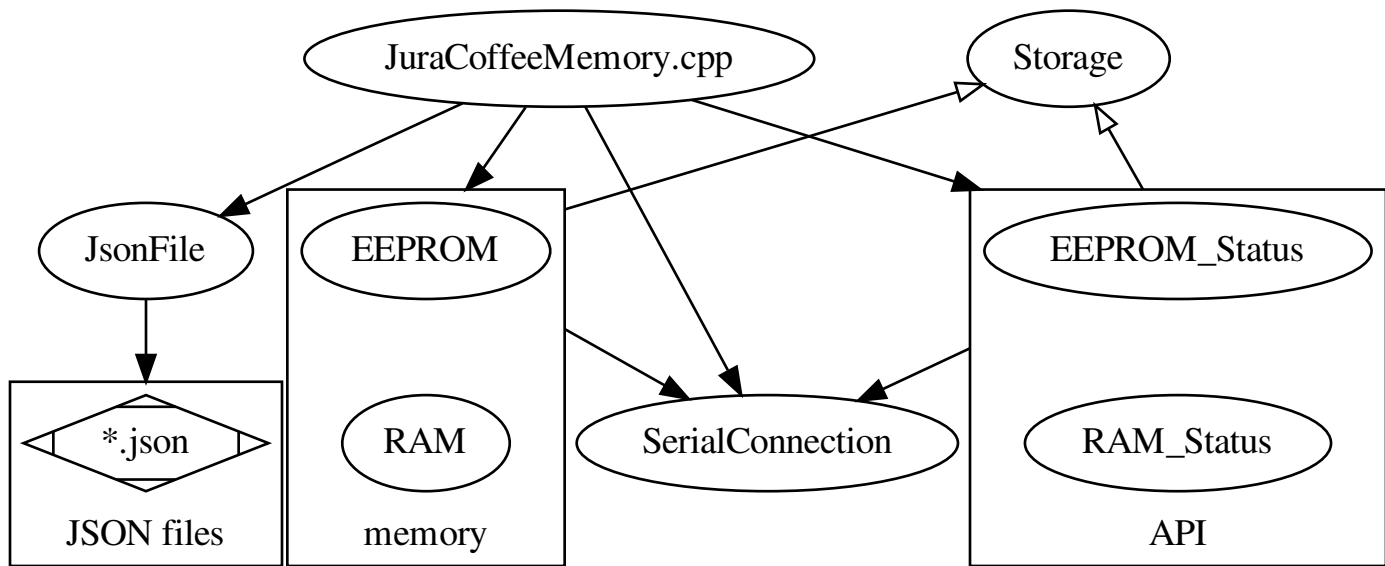 JuraCoffeeMemory.cpp
Storage
JsonFile
EEPROM
EEPROM_Status
*.json
RAM
SerialConnection
RAM_Status
JSON files
memory
API